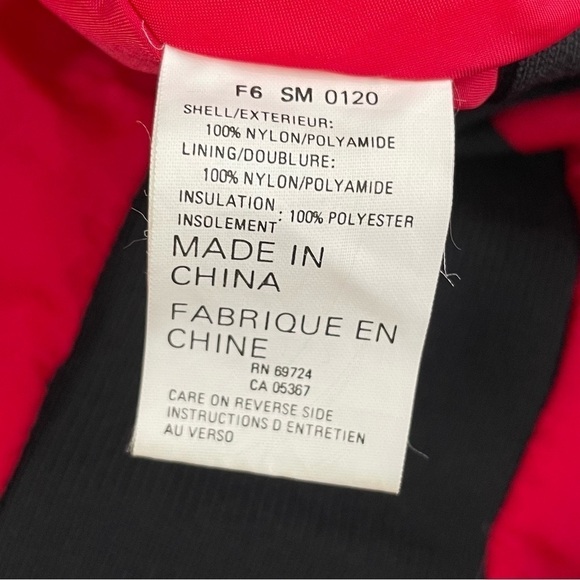 F6 SM 0120
SHELL/EXTERIEUR:
100% NYLON/POLYAMIDE
LINING/DOUBLURE:
100% NYLON/POLYAMIDE
INSULATION
INSOLEMENT : 100% POLYESTER
MADE IN
CHINA
FABRIQUE EN
CHINE
RN 69724
CA 05367
CARE ON REVERSE SIDE
INSTRUCTIONS D ENTRETIEN
AU VERSO